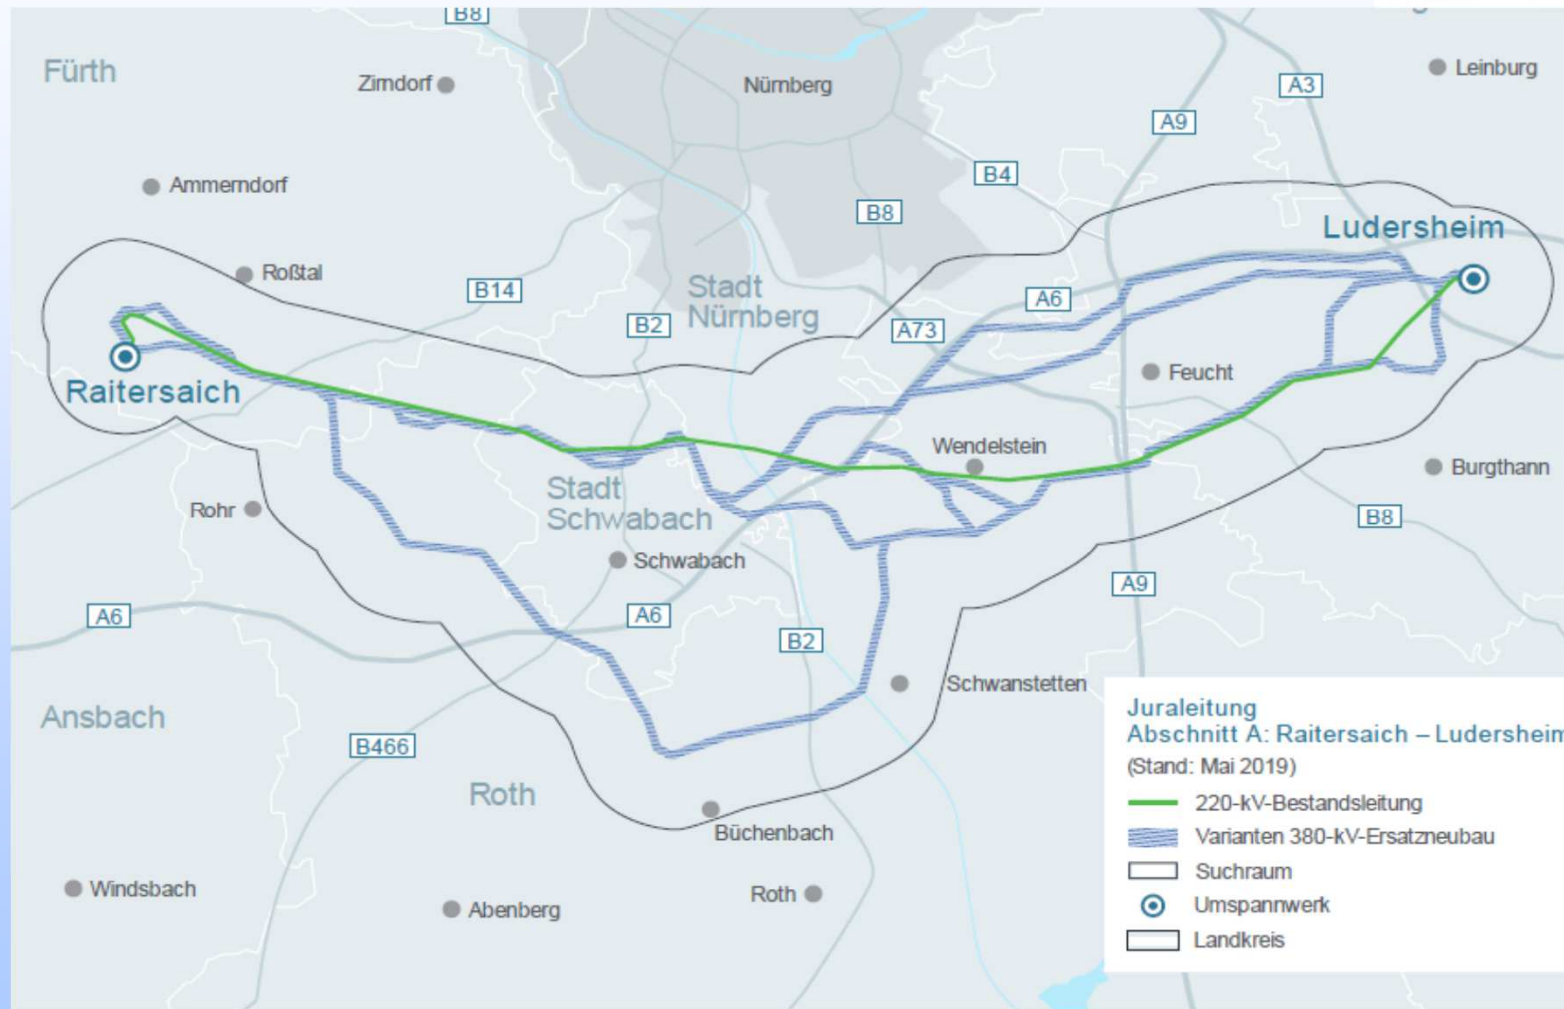 B8
Fürth
Zirndorf
Nürnberg
A3
Leinburg
A9
Ammerndorf
B4
B8
Ludersheim
Roßtal
B14
Stadt
Nürnberg
A6
B2
A73
Raitersaich
Feucht
Wendelstein
Burgthann
Stadt
Schwabach
Rohr
B8
Schwabach
A9
A6
A6
B2
Schwanstetten
Ansbach
B466
Roth
Büchenbach
Windsbach
Abenberg
Roth
Juraleitung
Abschnitt A: Raitersaich – Ludersheim
(Stand: Mai 2019)
220-kV-Bestandsleitung
Varianten 380-kV-Ersatzneubau
Suchraum
Umspannwerk
Landkreis